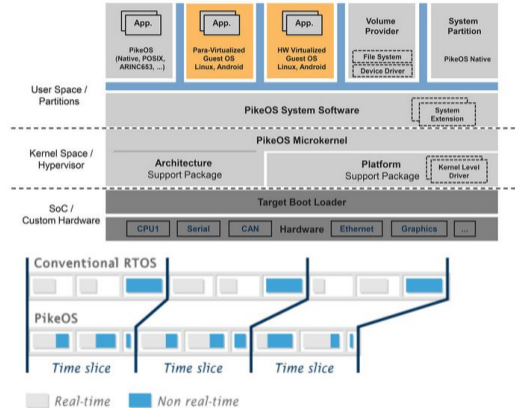 App.
App.
App.
Volume
Provider
System
Partition
PikeOS
(Native, POSIX,
ARINC653, ...)
Para-Virtualized
Guest OS
Linux, Android
HW Virtualized
Guest OS
Linux, Android
File System
Device Driver
PikeOS Native
User Space /
Partitions
PikeOS System Software
System
Extension
PikeOS Microkernel
Kernel Space /
Hypervisor
Architecture
Support Package
Platform
Support Package
Kernel Level
Driver
SoC /
Custom Hardware
Target Boot Loader
CPU1
Serial
CAN
Hardware
Ethernet
Graphics
...
Conventional RTOS
PikeOS
Time slice
Time slice
Time slice
Real-time
Non real-time